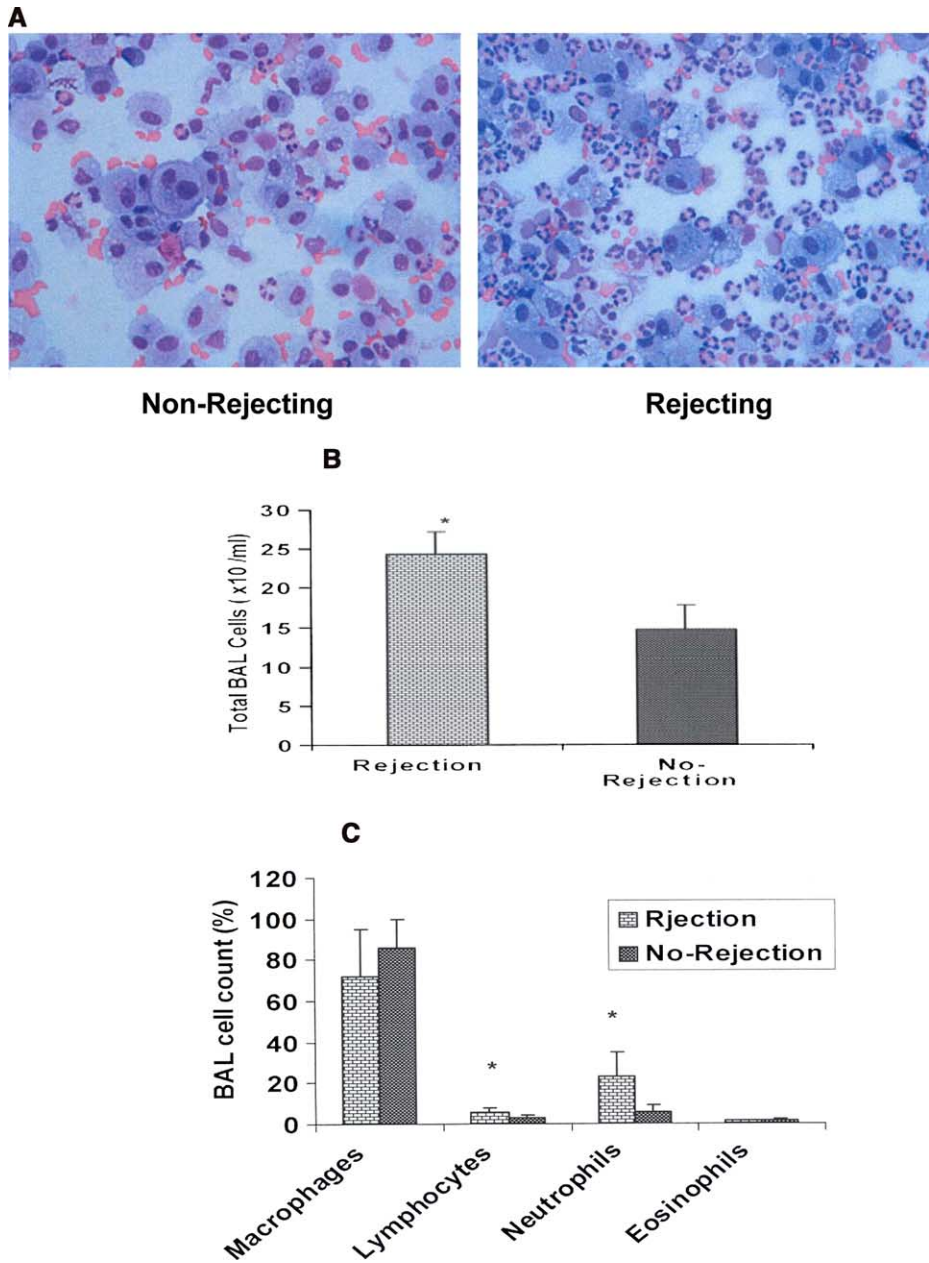 A
Non-Rejecting
Rejecting
B
Total BAL Cells ( x10 /ml)
30
25
20
15
10
5
0
*
Rejection
No-
Rejection
C
BAL cell count (%)
120
100
80
60
40
20
0
*
*
Rjection
No-Rejection
Macrophages
Lymphocytes
Neutrophils
Eosinophils